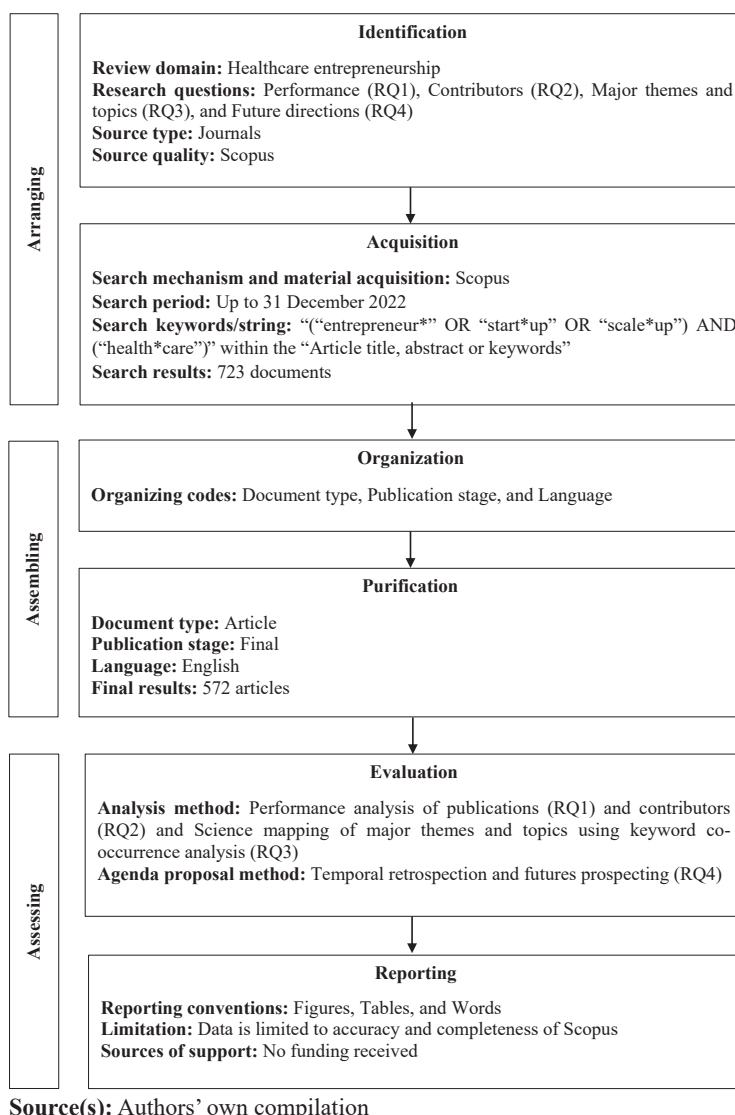 Arranging
Identification
Review domain: Healthcare entrepreneurship
Research questions: Performance (RQ1), Contributors (RQ2), Major themes and
topics (RQ3), and Future directions (RQ4)
Source type: Journals
Source quality: Scopus
Acquisition
Search mechanism and material acquisition: Scopus
Search period: Up to 31 December 2022
Search keywords/string: “(“entrepreneur*” OR “start*up” OR “scale*up”) AND
(“health*care”)” within the “Article title, abstract or keywords”
Search results: 723 documents
Assembling
Organization
Organizing codes: Document type, Publication stage, and Language
Purification
Document type: Article
Publication stage: Final
Language: English
Final results: 572 articles
Assessing
Evaluation
Analysis method: Performance analysis of publications (RQ1) and contributors
(RQ2) and Science mapping of major themes and topics using keyword co-
occurrence analysis (RQ3)
Agenda proposal method: Temporal retrospection and futures prospecting (RQ4)
Reporting
Reporting conventions: Figures, Tables, and Words
Limitation: Data is limited to accuracy and completeness of Scopus
Sources of support: No funding received
Source(s): Authors’ own compilation